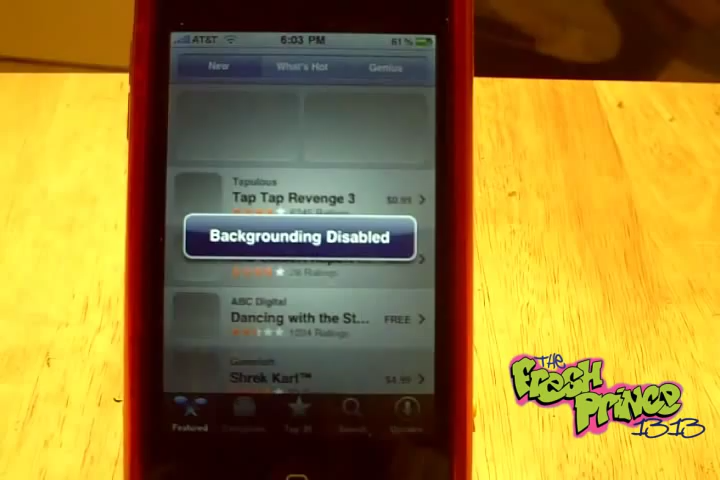 AT&T 6:03 PM 61%
New What's Hot Genius
Tapulous
Tap Tap Revenge 3 $0.99
Ratings
Backgrounding Disabled
Ratings
ABC Digital
Dancing with the St... FREE
Ratings
Shrek Kart™ $4.99
Featured Categories Top 25 Search Updates
THE
FRESH
PRINCE
1313